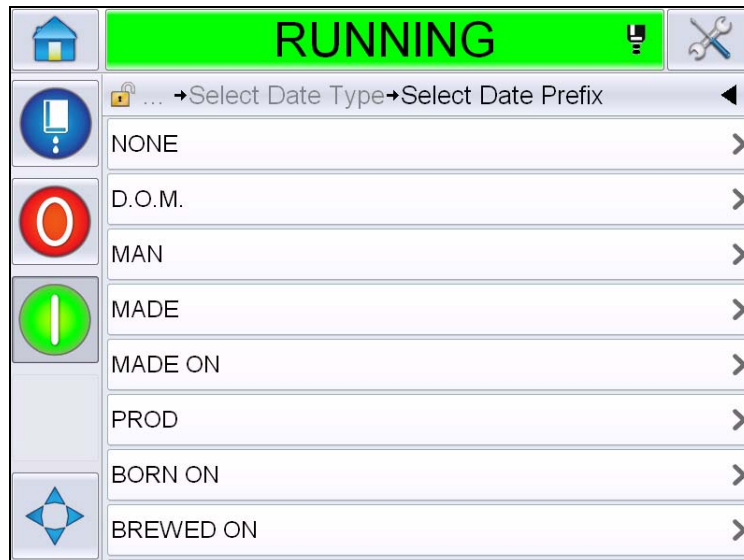 RUNNING
... →Select Date Type→Select Date Prefix
NONE
D.O.M.
MAN
MADE
MADE ON
PROD
BORN ON
BREWED ON